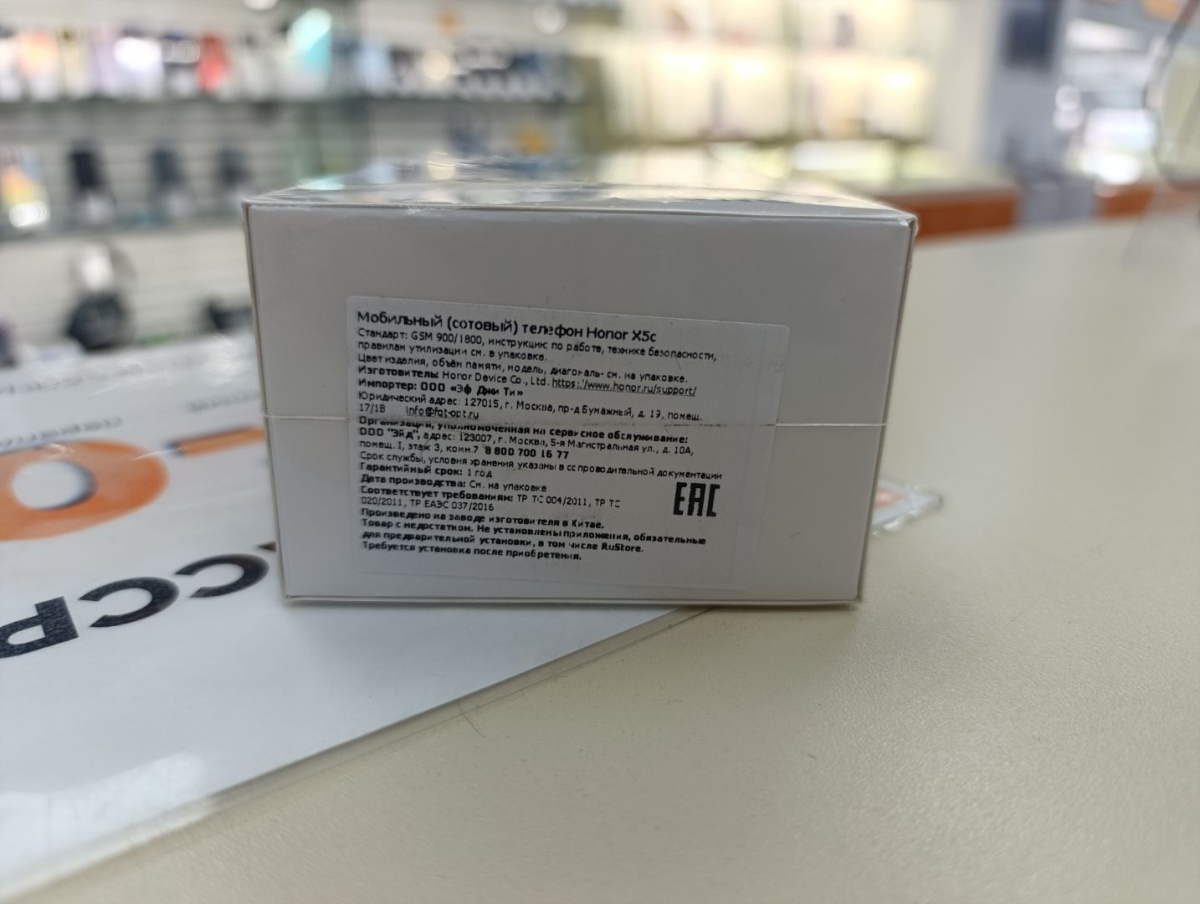 Мобильный (сотовый) телефон Honor X5c
Стандарт: GSM 900/1800, инструкцию по работе, технике безопасности,
правилам утилизации см. в упаковке.
Цвет изделия, объём памяти, модель, диагональ- см. на упаковке.
Изготовитель: Honor Device Co., Ltd. https://www.honor.ru/support/
Импортер: ООО «Эф Джи Ти»
Юридический адрес: 127015, г. Москва, пр-д Бумажный, д. 19, помещ.
17/1В info@fgt-opt.ru
Организация, уполномоченная на сервисное обслуживание:
ООО "Эйд", адрес: 123007, г. Москва, 5-я Магистральная ул., д. 10А,
помещ. I, этаж 3, комн.7 8 800 700 16 77
Срок службы, условия хранения указаны в сопроводительной документации
Гарантийный срок: 1 год
Дата производства: См. на упаковке
Соответствует требованиям: ТР ТС 004/2011, ТР ТС
020/2011, ТР ЕАЭС 037/2016
EAC
Произведено на заводе изготовителя в Китае.
Товар с недостатком. Не установлены приложения, обязательные
для предварительной установки, в том числе RuStore.
Требуется установка после приобретения.
ССР